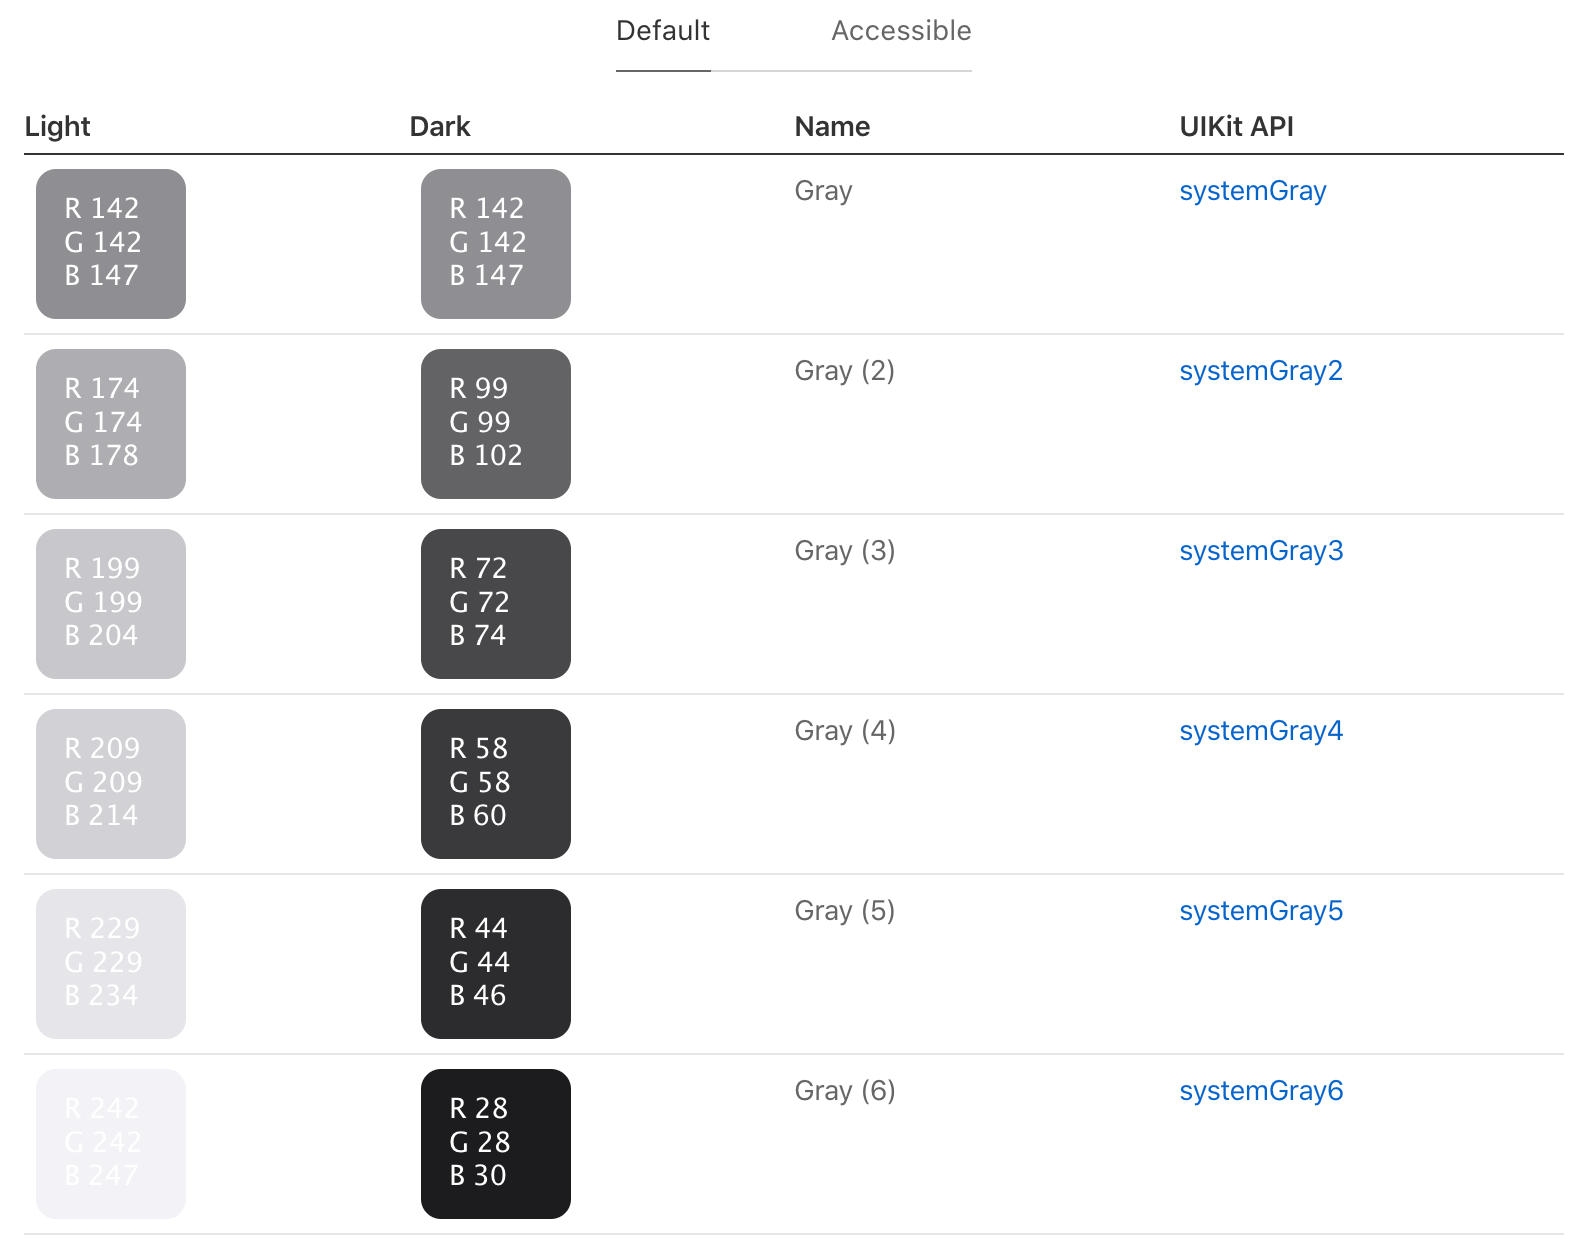 Default Accessible
Light Dark Name UIKit API
R 142
G 142
B 147
R 142
G 142
B 147
Gray
systemGray
R 174
G 174
B 178
R 99
G 99
B 102
Gray (2)
systemGray2
R 199
G 199
B 204
R 72
G 72
B 74
Gray (3)
systemGray3
R 209
G 209
B 214
R 58
G 58
B 60
Gray (4)
systemGray4
R 229
G 229
B 234
R 44
G 44
B 46
Gray (5)
systemGray5
R 242
G 242
B 247
R 28
G 28
B 30
Gray (6)
systemGray6